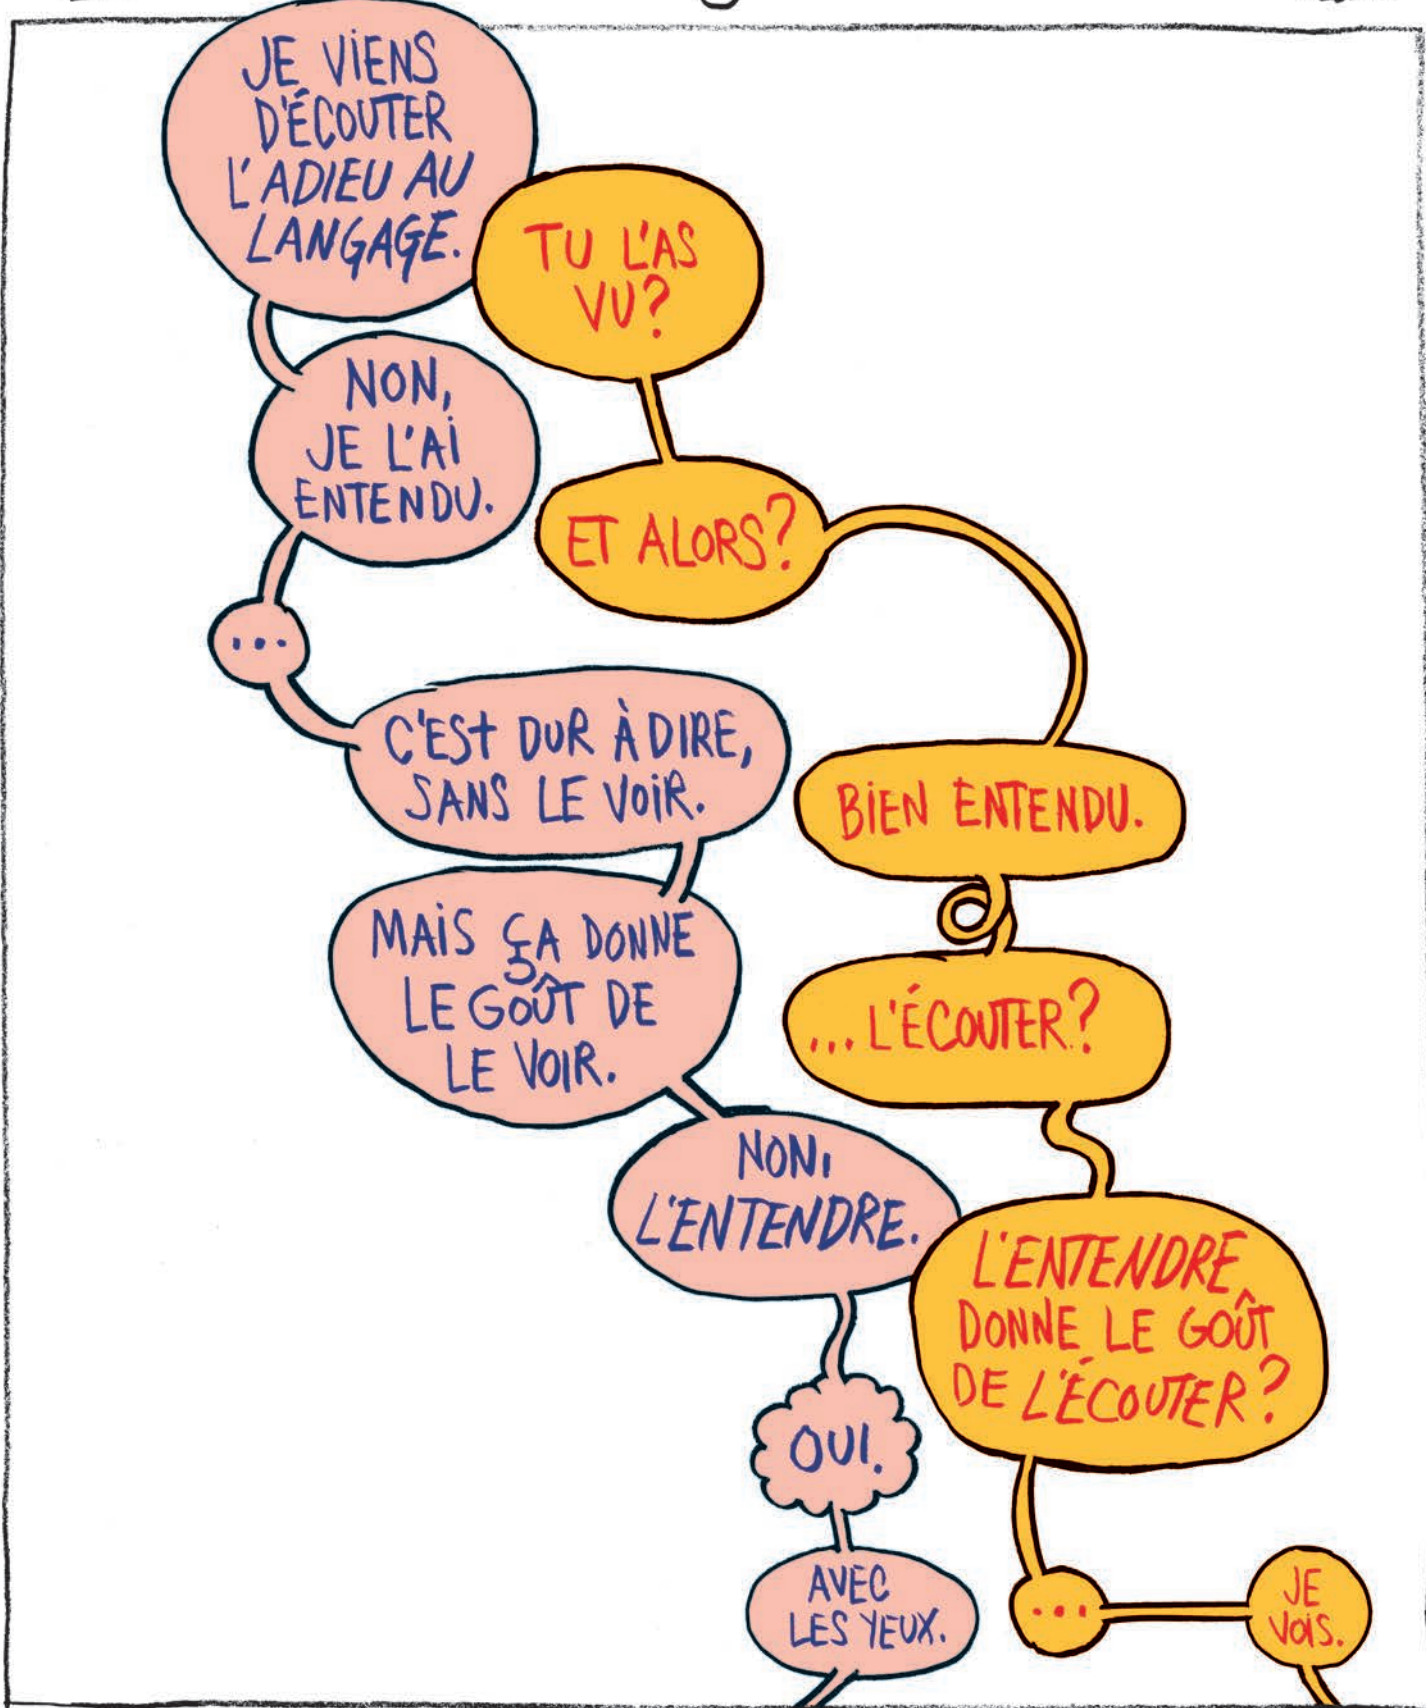 JE VIENS
D'ÉCOUTER
L'ADIEU AU
LANGAGE.
TU L'AS
VU?
NON,
JE L'AI
ENTENDU.
ET ALORS?
...
C'EST DUR À DIRE,
SANS LE VOIR.
BIEN ENTENDU.
MAIS ÇA DONNE
LE GOÛT DE
LE VOIR.
...L'ÉCOUTER?
NON,
L'ENTENDRE.
L'ENTENDRE
DONNE LE GOÛT
DE L'ÉCOUTER?
OUI.
AVEC
LES YEUX.
...
JE
VOIS.